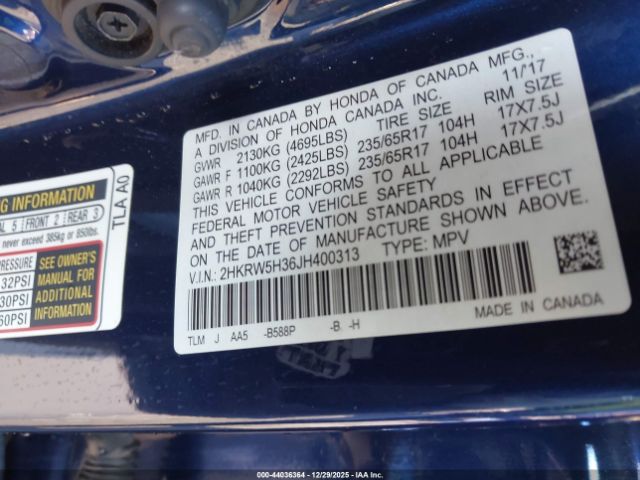 MFD. IN CANADA BY HONDA OF CANADA MFG.,
A DIVISION OF HONDA CANADA INC. 11/17
GVWR 2130KG (4695LBS) TIRE SIZE RIM SIZE
GAWR F 1100KG (2425LBS) 235/65R17 104H 17X7.5J
GAWR R 1040KG (2292LBS) 235/65R17 104H 17X7.5J
THIS VEHICLE CONFORMS TO ALL APPLICABLE
FEDERAL MOTOR VEHICLE SAFETY
AND THEFT PREVENTION STANDARDS IN EFFECT
ON THE DATE OF MANUFACTURE SHOWN ABOVE.
V.I.N.: 2HKRW5H36JH400313 TYPE: MPV
MADE IN CANADA
TLM J AA5 -B588P -B -H
TLA A0
NG INFORMATION
AL 5 | FRONT 2 | REAR 3
never exceed 385kg or 850lbs.
PRESSURE
32PSI
30PSI
60PSI
SEE OWNER'S
MANUAL FOR
ADDITIONAL
INFORMATION
000-44036364 | 12/29/2025 - IAA Inc.